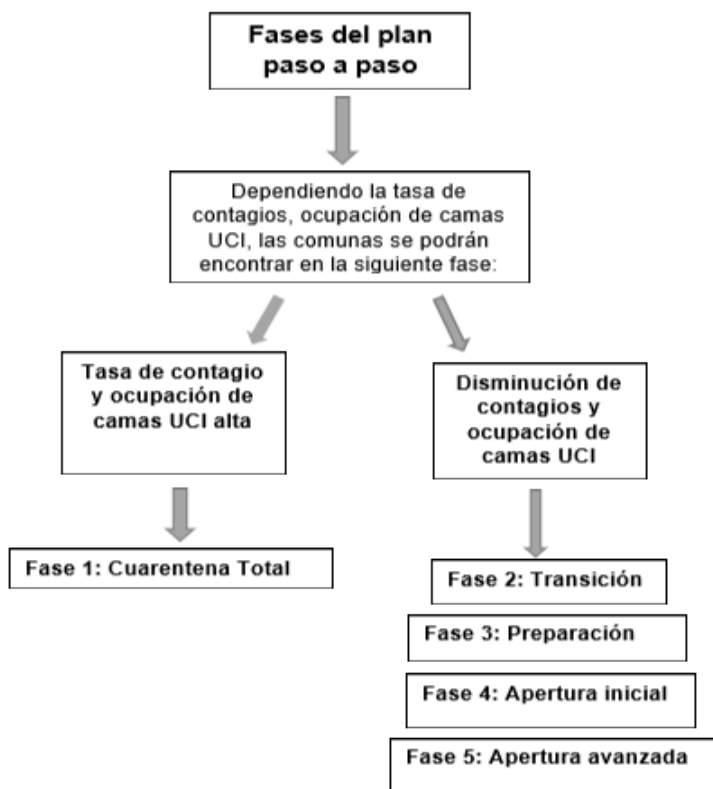 Fases del plan
paso a paso
Dependiendo la tasa de
contagios, ocupación de camas
UCI, las comunas se podrán
encontrar en la siguiente fase:
Tasa de contagio
y ocupación de
camas UCI alta
Disminución de
contagios y
ocupación de
camas UCI
Fase 1: Cuarentena Total
Fase 2: Transición
Fase 3: Preparación
Fase 4: Apertura inicial
Fase 5: Apertura avanzada